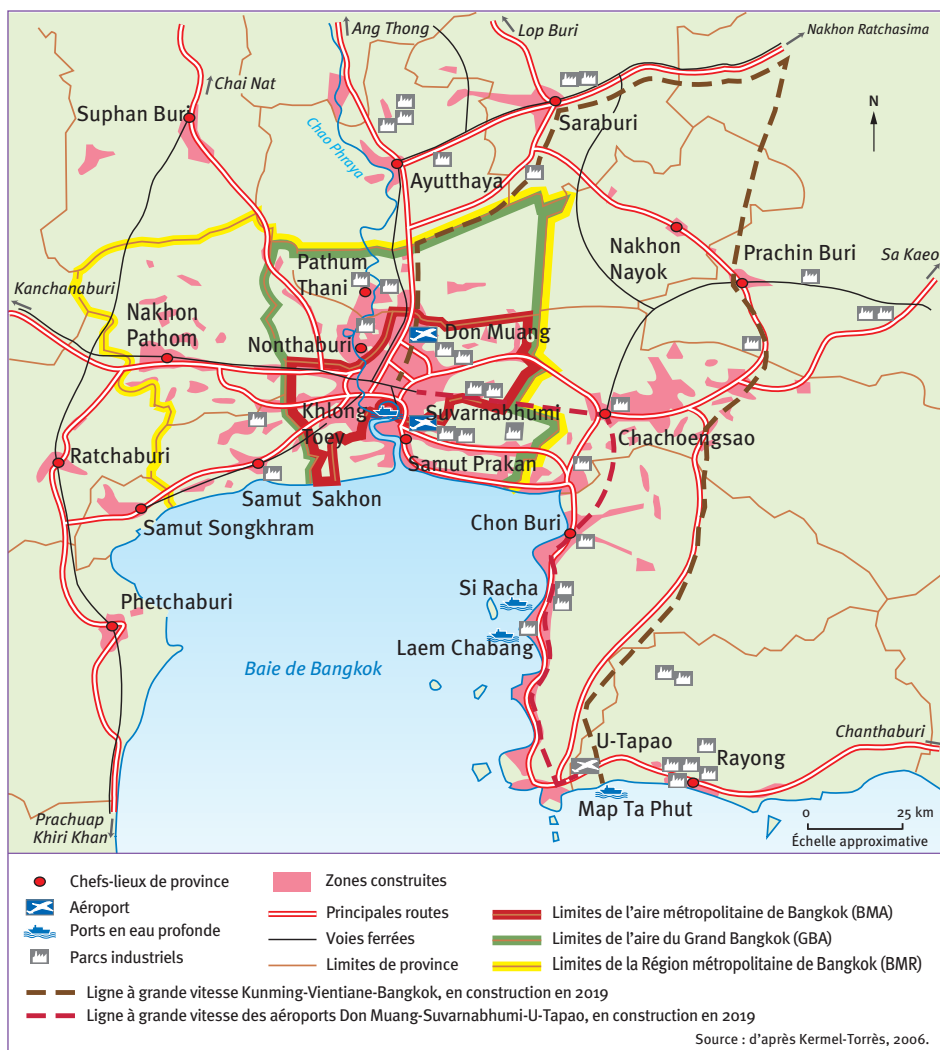 Ang Thong
Lop Buri
Nakhon Ratchasima
Chai Nat
Suphan Buri
Chao Phraya
Saraburi
N
Ayutthaya
Nakhon
Nayok
Prachin Buri
Sa Kaeo
Pathum
Thani
Kanchanaburi
Nakhon
Pathom
Nonthaburi
Don Muang
Khlong
Toey
Suvarnabhumi
Chachoengsao
Ratchaburi
Samut Prakan
Samut Sakhon
Samut Songkhram
Chon Buri
Si Racha
Phetchaburi
Laem Chabang
Baie de Bangkok
U-Tapao
Rayong
Chanthaburi
Map Ta Phut
Prachuap
Khiri Khan
0 25 km
Échelle approximative
Chefs-lieux de province
Aéroport
Ports en eau profonde
Parcs industriels
Zones construites
Principales routes
Voies ferrées
Limites de province
Limites de l'aire métropolitaine de Bangkok (BMA)
Limites de l'aire du Grand Bangkok (GBA)
Limites de la Région métropolitaine de Bangkok (BMR)
Ligne à grande vitesse Kunming-Vientiane-Bangkok, en construction en 2019
Ligne à grande vitesse des aéroports Don Muang-Suvarnabhumi-U-Tapao, en construction en 2019
Source : d'après Kermel-Torrès, 2006.